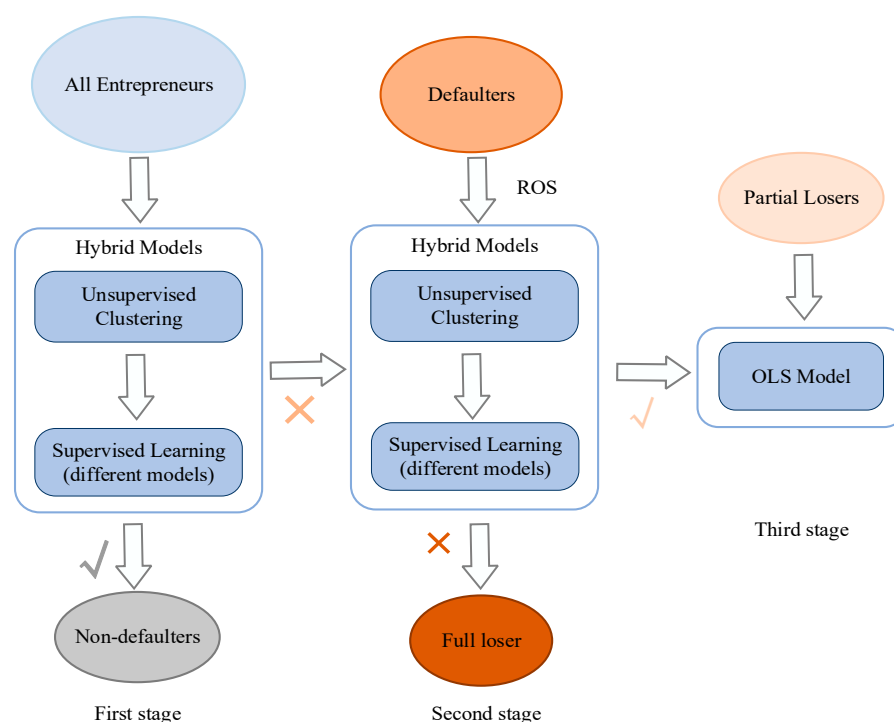 All Entrepreneurs
Hybrid Models
Unsupervised
Clustering
Supervised Learning
(different models)
Non-defaulters
First stage
Defaulters
ROS
Hybrid Models
Unsupervised
Clustering
Supervised Learning
(different models)
Full loser
Second stage
Partial Losers
OLS Model
Third stage